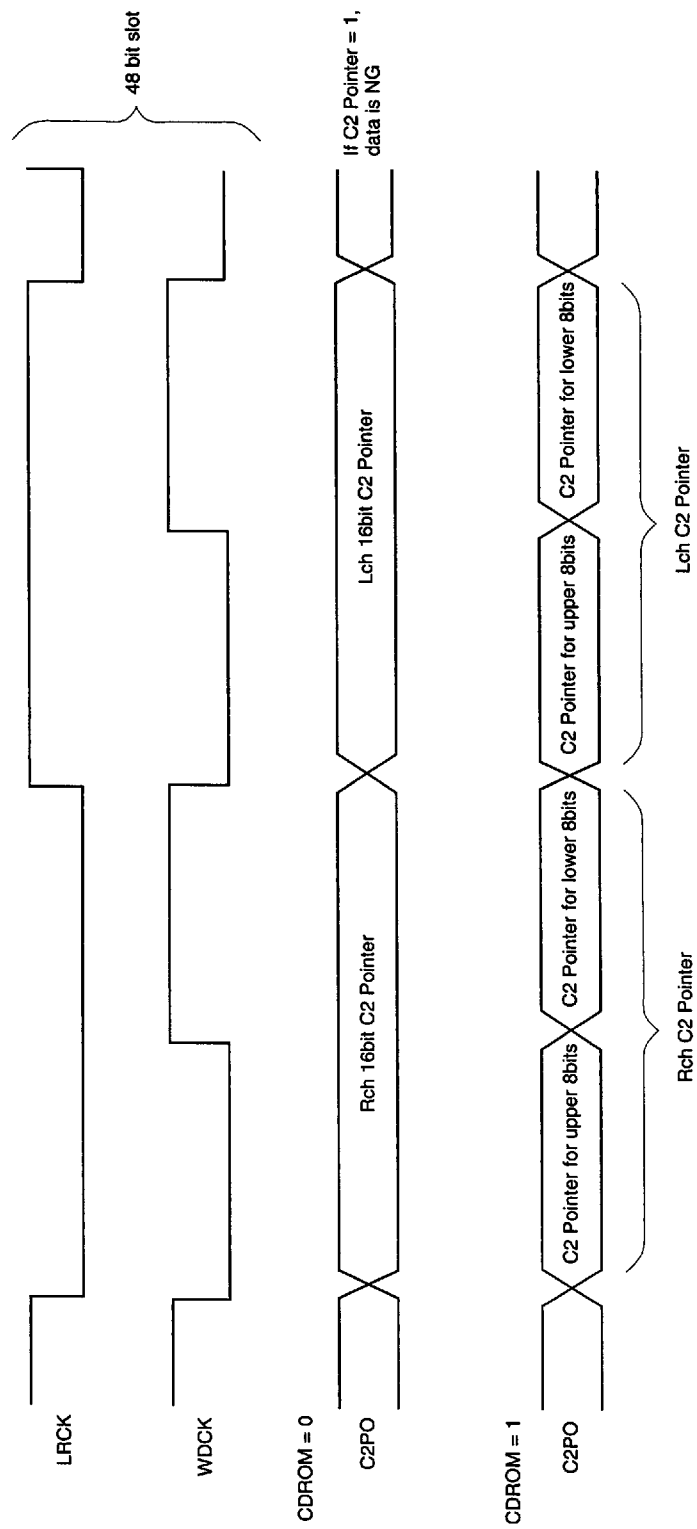 LRCK
WDCK
48 bit slot
CDROM = 0
C2PO
Rch 16bit C2 Pointer
Lch 16bit C2 Pointer
If C2 Pointer = 1,
data is NG
CDROM = 1
C2PO
C2 Pointer for upper 8bits
C2 Pointer for lower 8bits
C2 Pointer for upper 8bits
C2 Pointer for lower 8bits
Rch C2 Pointer
Lch C2 Pointer